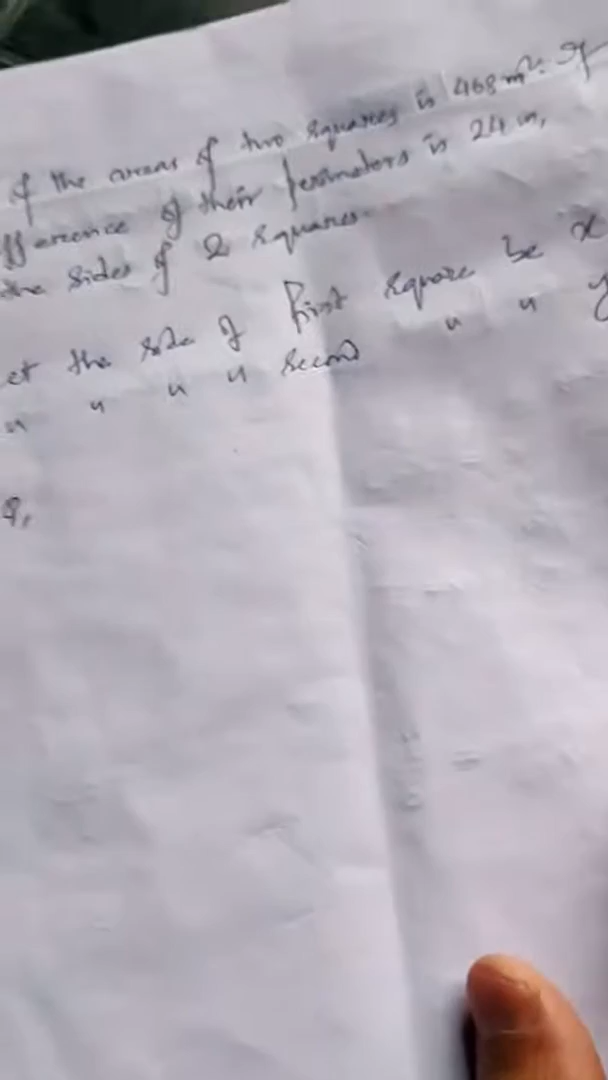 of the areas of two squares is 468 m². If
fference of their perimeters is 24 m,
the sides of 2 squares.
et the side of first square be x
" " " " second " " y
Q,